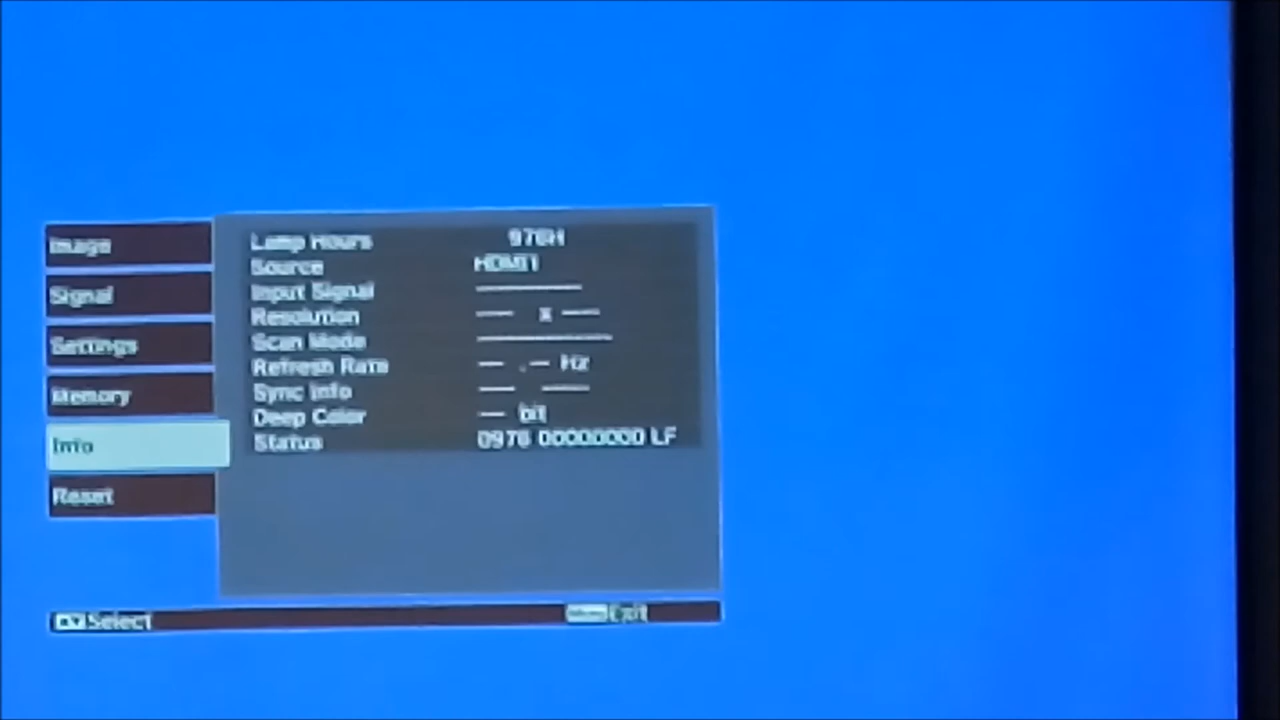 Image
Signal
Settings
Memory
Info
Reset
Lamp Hours 976H
Source HDMI1
Input Signal
Resolution x
Scan Mode
Refresh Rate . Hz
Sync Info
Deep Color bit
Status 0976 00000000 LF
Select
Menu Exit